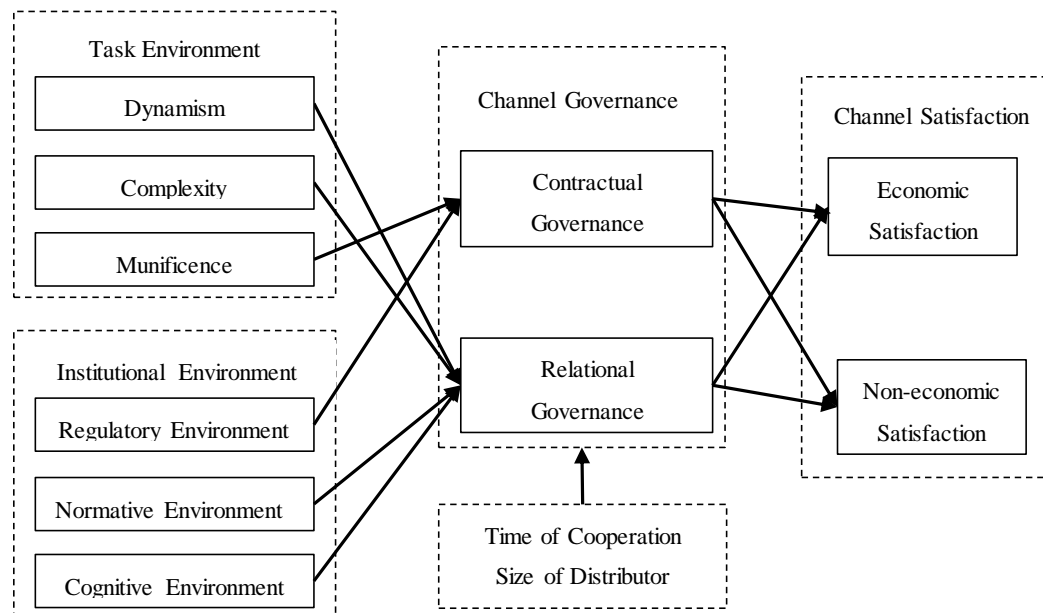 Task Environment
Dynamism
Complexity
Munificence
Institutional Environment
Regulatory Environment
Normative Environment
Cognitive Environment
Channel Governance
Contractual
Governance
Relational
Governance
Time of Cooperation
Size of Distributor
Channel Satisfaction
Economic
Satisfaction
Non-economic
Satisfaction